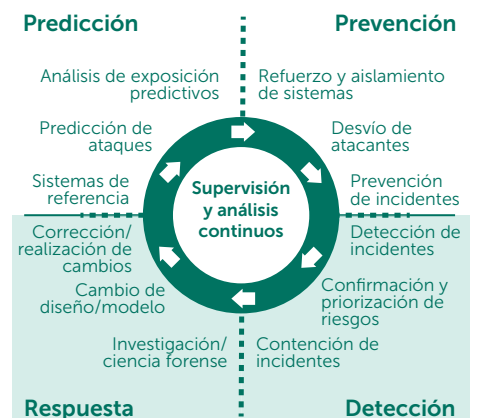 Predicción
Prevención
Análisis de exposición
predictivos
Refuerzo y aislamiento
de sistemas
Predicción de
ataques
Desvío de
atacantes
Sistemas de
referencia
Prevención
de incidentes
Supervisión
y análisis
continuos
Corrección/
realización de
cambios
Detección de
incidentes
Cambio de
diseño/modelo
Confirmación y
priorización de
riesgos
Investigación/
ciencia forense
Contención de
incidentes
Respuesta
Detección